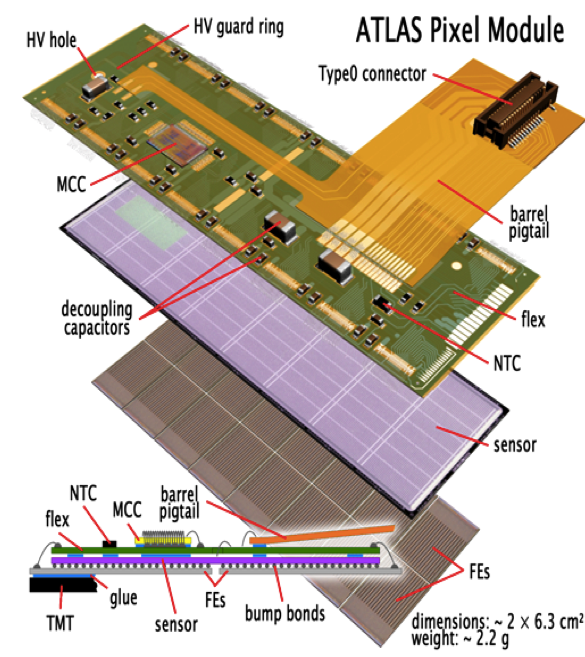 ATLAS Pixel Module
HV guard ring
HV hole
Type0 connector
MCC
barrel
pigtail
decoupling
capacitors
flex
NTC
sensor
barrel
pigtail
NTC
MCC
flex
FEs
glue
FEs
TMT
sensor
bump bonds
dimensions: ~ 2 × 6.3 cm²
weight: ~ 2.2 g